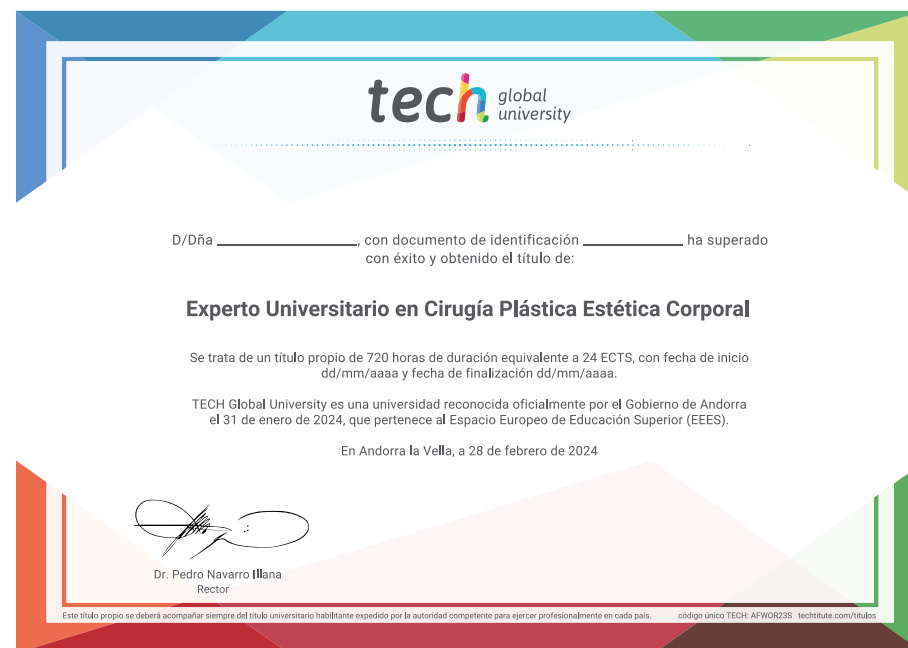 tech global university
D/Dña ____________, con documento de identificación ____________ ha superado
con éxito y obtenido el título de:
Experto Universitario en Cirugía Plástica Estética Corporal
Se trata de un título propio de 720 horas de duración equivalente a 24 ECTS, con fecha de inicio
dd/mm/aaaa y fecha de finalización dd/mm/aaaa.
TECH Global University es una universidad reconocida oficialmente por el Gobierno de Andorra
el 31 de enero de 2024, que pertenece al Espacio Europeo de Educación Superior (EEES).
En Andorra la Vella, a 28 de febrero de 2024
Dr. Pedro Navarro Illana
Rector
Este título propio se deberá acompañar siempre del título universitario habilitante expedido por la autoridad competente para ejercer profesionalmente en cada país. código único TECH: AFWOR23S techtitute.com/titulos